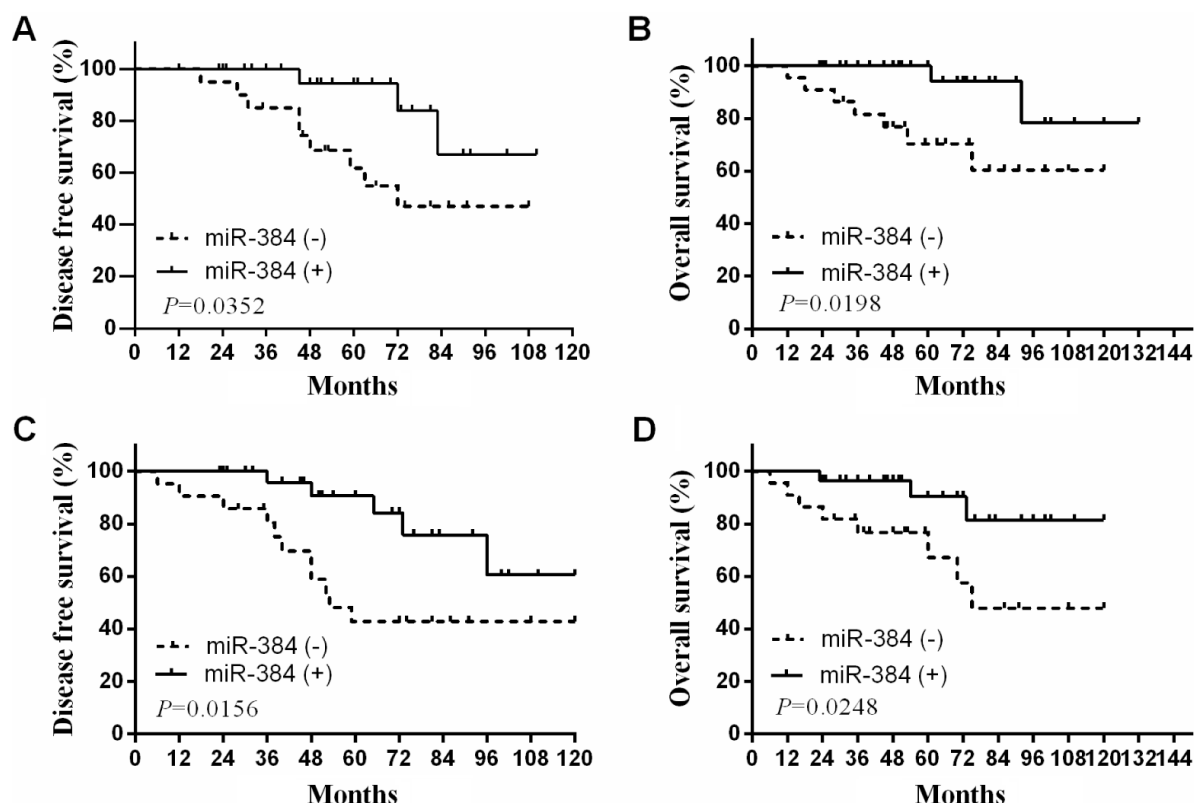 A
Disease free survival (%)
100
80
60
40
20
0
miR-384 (-)
miR-384 (+)
P=0.0352
0 12 24 36 48 60 72 84 96 108 120
Months
B
Overall survival (%)
100
80
60
40
20
0
miR-384 (-)
miR-384 (+)
P=0.0198
0 12 24 36 48 60 72 84 96 108 120 132 144
Months
C
Disease free survival (%)
100
80
60
40
20
0
miR-384 (-)
miR-384 (+)
P=0.0156
0 12 24 36 48 60 72 84 96 108 120
Months
D
Overall survival (%)
100
80
60
40
20
0
miR-384 (-)
miR-384 (+)
P=0.0248
0 12 24 36 48 60 72 84 96 108 120 132 144
Months